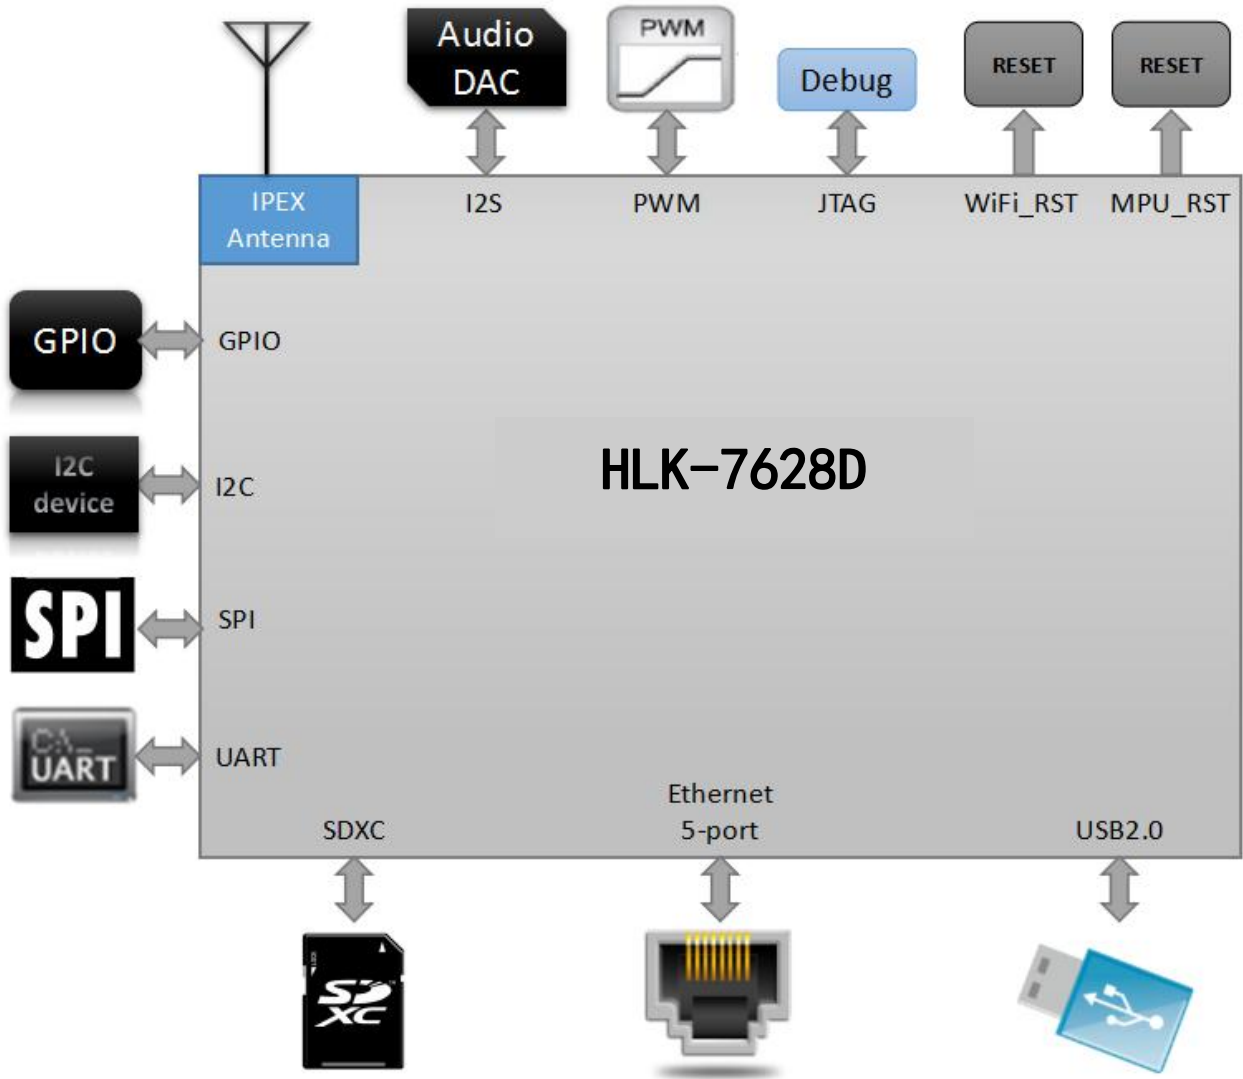 Audio
DAC
PWM
Debug
RESET
RESET
IPEX
Antenna
I2S
PWM
JTAG
WiFi_RST
MPU_RST
GPIO
GPIO
I2C
device
I2C
HLK-7628D
SPI
SPI
C:\_
UART
UART
SDXC
Ethernet
5-port
USB2.0
SD
XC